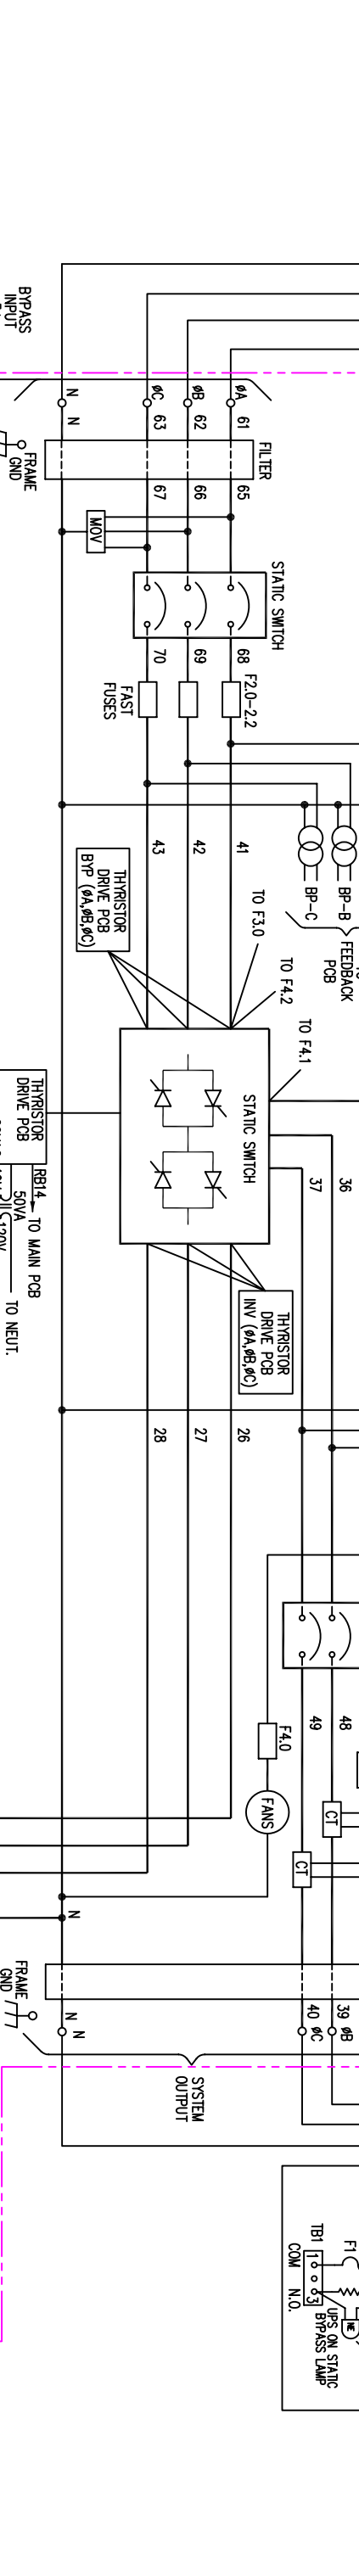 BYPASS
INPUT
N
øC
øB
øA
N
63
62
61
FRAME
GND
FILTER
67
66
65
MOV
STATIC SWITCH
70
69
68
FAST
FUSES
F2.0-2.2
43
42
41
BP-C
BP-B
FEEDBACK
PCB
THYRISTOR
DRIVE PCB
BYP (øA,øB,øC)
TO F3.0
TO F4.2
TO F4.1
STATIC SWITCH
THYRISTOR
DRIVE PCB
RB14
TO MAIN PCB
50VA
120V
TO NEUT.
37
36
THYRISTOR
DRIVE PCB
INV (øA,øB,øC)
28
27
26
49
48
F4.0
FANS
CT
CT
N
FRAME
GND
N
N
40
øC
39
øB
SYSTEM
OUTPUT
TB1
F1
1
3
COM
N.O.
NE
UPS ON STATIC
BYPASS LAMP